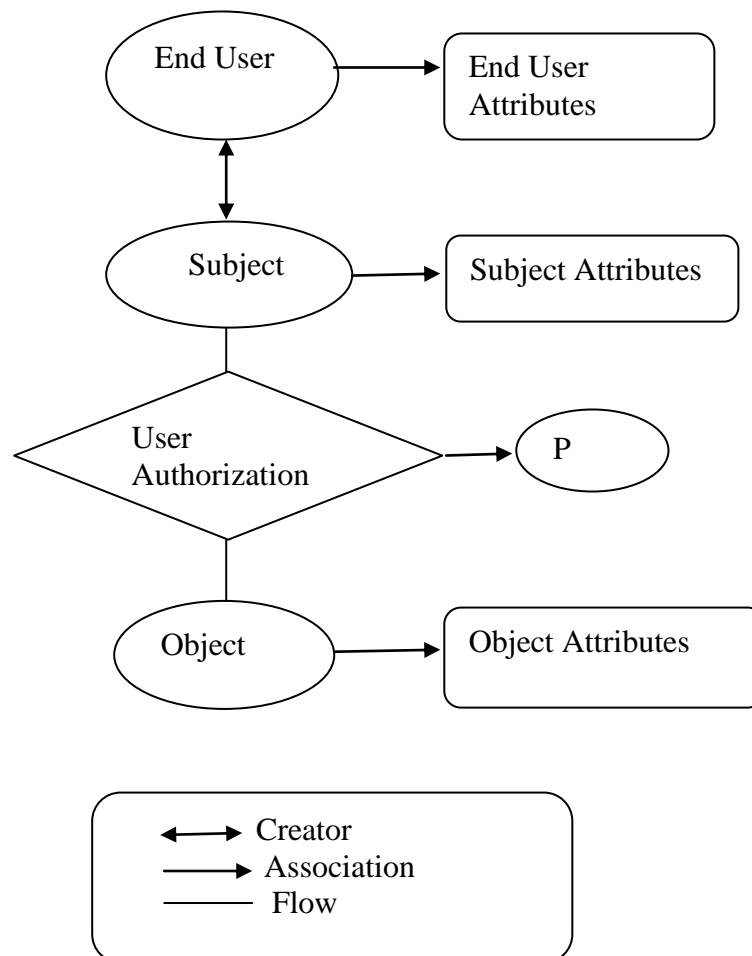 End User
End User
Attributes
Subject
Subject Attributes
User
Authorization
P
Object
Object Attributes
Creator
Association
Flow